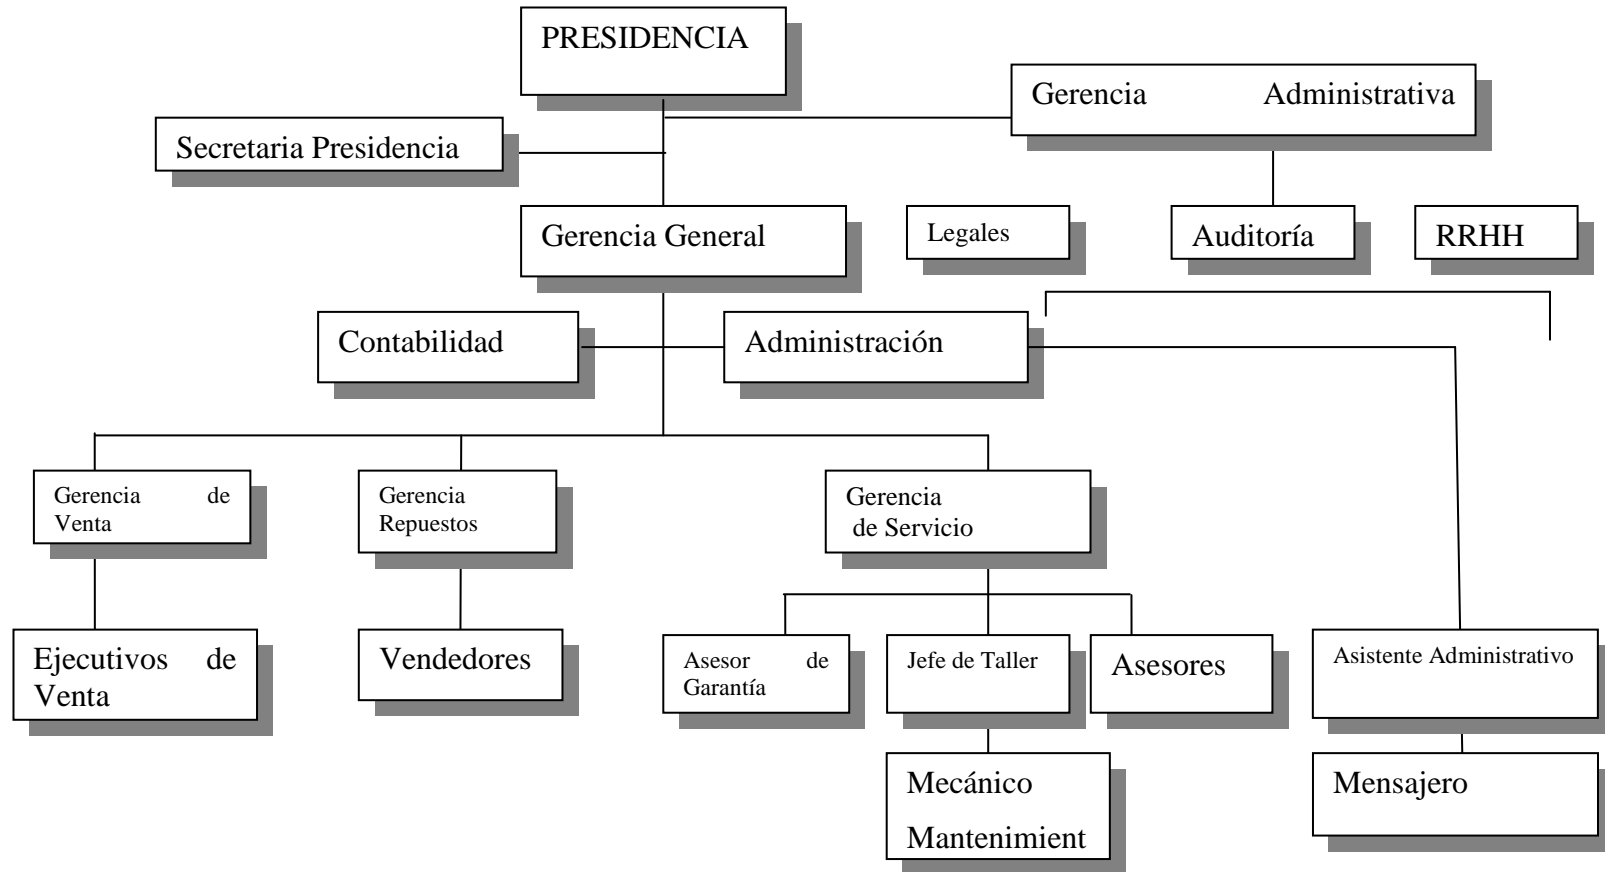 PRESIDENCIA
Gerencia Administrativa
Secretaria Presidencia
Gerencia General
Legales
Auditoría
RRHH
Contabilidad
Administración
Gerencia de
Venta
Gerencia
Repuestos
Gerencia
de Servicio
Ejecutivos de
Venta
Vendedores
Asesor de
Garantía
Jefe de Taller
Asesores
Asistente Administrativo
Mecánico
Mantenimient
Mensajero